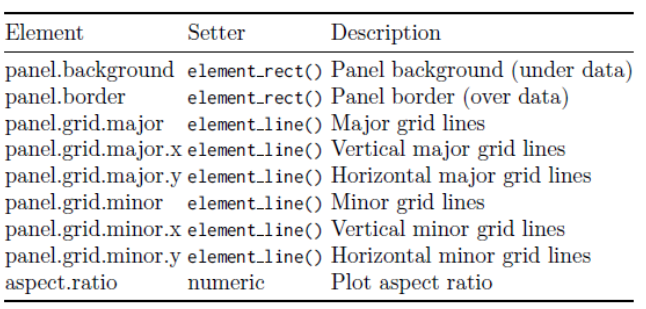 Element Setter Description
panel.background element_rect() Panel background (under data)
panel.border element_rect() Panel border (over data)
panel.grid.major element_line() Major grid lines
panel.grid.major.x element_line() Vertical major grid lines
panel.grid.major.y element_line() Horizontal major grid lines
panel.grid.minor element_line() Minor grid lines
panel.grid.minor.x element_line() Vertical minor grid lines
panel.grid.minor.y element_line() Horizontal minor grid lines
aspect.ratio numeric Plot aspect ratio